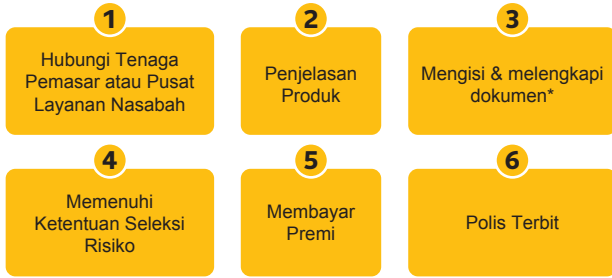 1
Hubungi Tenaga
Pemasar atau Pusat
Layanan Nasabah
2
Penjelasan
Produk
3
Mengisi & melengkapi
dokumen*
4
Memenuhi
Ketentuan Seleksi
Risiko
5
Membayar
Premi
6
Polis Terbit